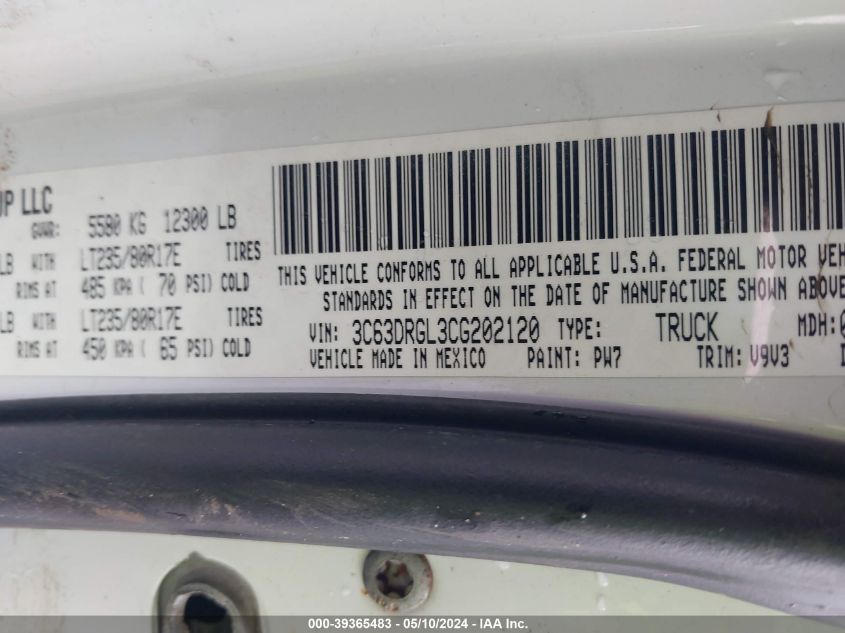 UP LLC
GVWR: 5580 KG 12300 LB
LB WITH LT235/80R17E TIRES
RIMS AT 485 KPA ( 70 PSI) COLD
LB WITH LT235/80R17E TIRES
RIMS AT 450 KPA ( 65 PSI) COLD
THIS VEHICLE CONFORMS TO ALL APPLICABLE U.S.A. FEDERAL MOTOR VEH
STANDARDS IN EFFECT ON THE DATE OF MANUFACTURE SHOWN ABOVE
VIN: 3C63DRGL3CG202120 TYPE: TRUCK MDH:0
VEHICLE MADE IN MEXICO PAINT: PW7 TRIM: V9V3
000-39365483 - 05/10/2024 - IAA Inc.